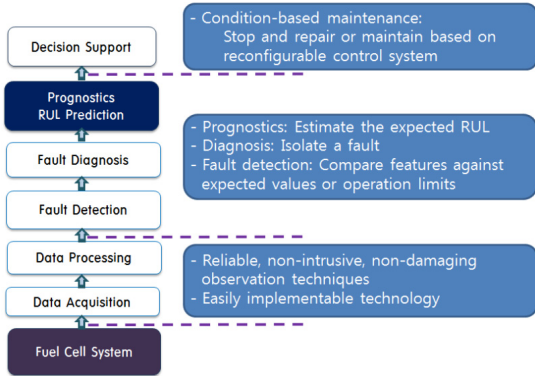 Decision Support
Prognostics
RUL Prediction
Fault Diagnosis
Fault Detection
Data Processing
Data Acquisition
Fuel Cell System
- Condition-based maintenance:
Stop and repair or maintain based on
reconfigurable control system
- Prognostics: Estimate the expected RUL
- Diagnosis: Isolate a fault
- Fault detection: Compare features against
expected values or operation limits
- Reliable, non-intrusive, non-damaging
observation techniques
- Easily implementable technology